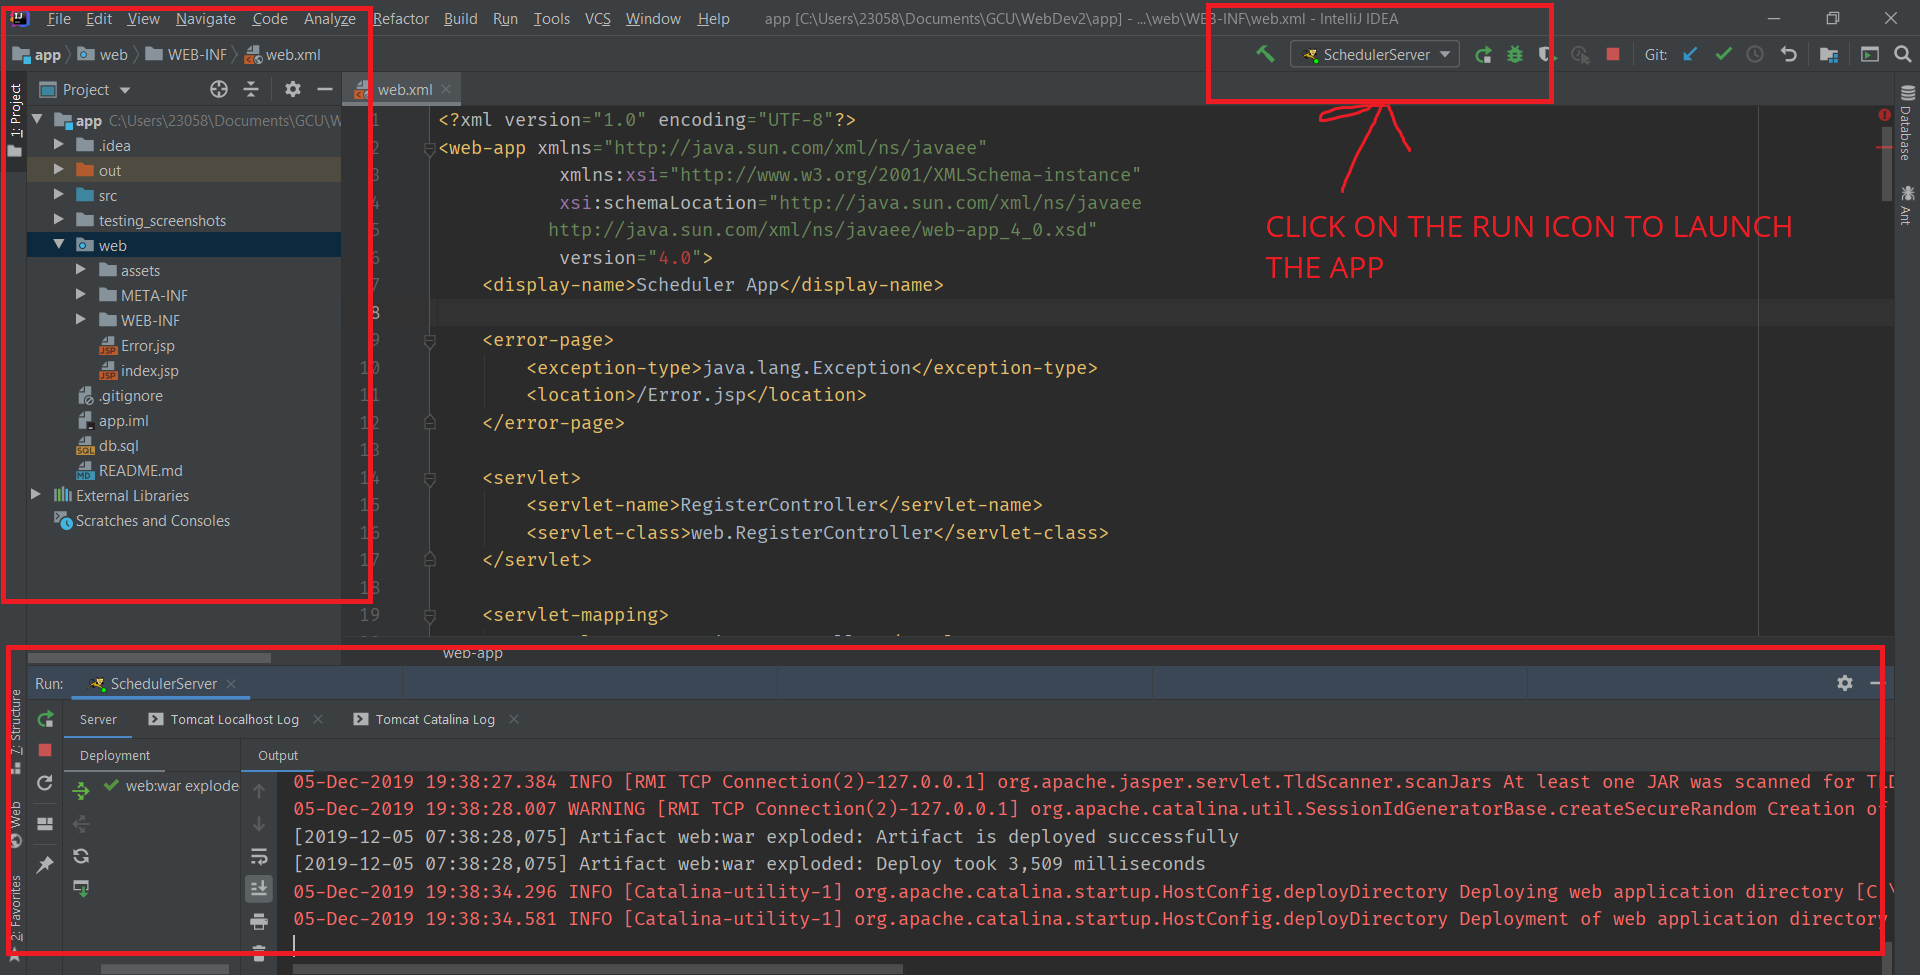 File Edit View Navigate Code Analyze Refactor Build Run Tools VCS Window Help app [C:\Users\23058\Documents\GCU\WebDev2\app] - ...\web\WEB-INF\web.xml - IntelliJ IDEA
app web WEB-INF web.xml
SchedulerServer Git:
Project
web.xml
1: Project
app C:\Users\23058\Documents\GCU\W
.idea
out
src
testing_screenshots
web
assets
META-INF
WEB-INF
Error.jsp
index.jsp
.gitignore
app.iml
db.sql
README.md
External Libraries
Scratches and Consoles
1 <?xml version="1.0" encoding="UTF-8"?>
2 <web-app xmlns="http://java.sun.com/xml/ns/javaee"
3 xmlns:xsi="http://www.w3.org/2001/XMLSchema-instance"
4 xsi:schemaLocation="http://java.sun.com/xml/ns/javaee
5 http://java.sun.com/xml/ns/javaee/web-app_4_0.xsd"
6 version="4.0">
7 <display-name>Scheduler App</display-name>
8
9 <error-page>
10 <exception-type>java.lang.Exception</exception-type>
11 <location>/Error.jsp</location>
12 </error-page>
13
14 <servlet>
15 <servlet-name>RegisterController</servlet-name>
16 <servlet-class>web.RegisterController</servlet-class>
17 </servlet>
18
19 <servlet-mapping>
web-app
CLICK ON THE RUN ICON TO LAUNCH
THE APP
Database
Ant
Run: SchedulerServer
7: Structure
Web
2: Favorites
Server Tomcat Localhost Log Tomcat Catalina Log
Deployment Output
web:war explode
05-Dec-2019 19:38:27.384 INFO [RMI TCP Connection(2)-127.0.0.1] org.apache.jasper.servlet.TldScanner.scanJars At least one JAR was scanned for TLD
05-Dec-2019 19:38:28.007 WARNING [RMI TCP Connection(2)-127.0.0.1] org.apache.catalina.util.SessionIdGeneratorBase.createSecureRandom Creation of
[2019-12-05 07:38:28,075] Artifact web:war exploded: Artifact is deployed successfully
[2019-12-05 07:38:28,075] Artifact web:war exploded: Deploy took 3,509 milliseconds
05-Dec-2019 19:38:34.296 INFO [Catalina-utility-1] org.apache.catalina.startup.HostConfig.deployDirectory Deploying web application directory [C:\
05-Dec-2019 19:38:34.581 INFO [Catalina-utility-1] org.apache.catalina.startup.HostConfig.deployDirectory Deployment of web application directory